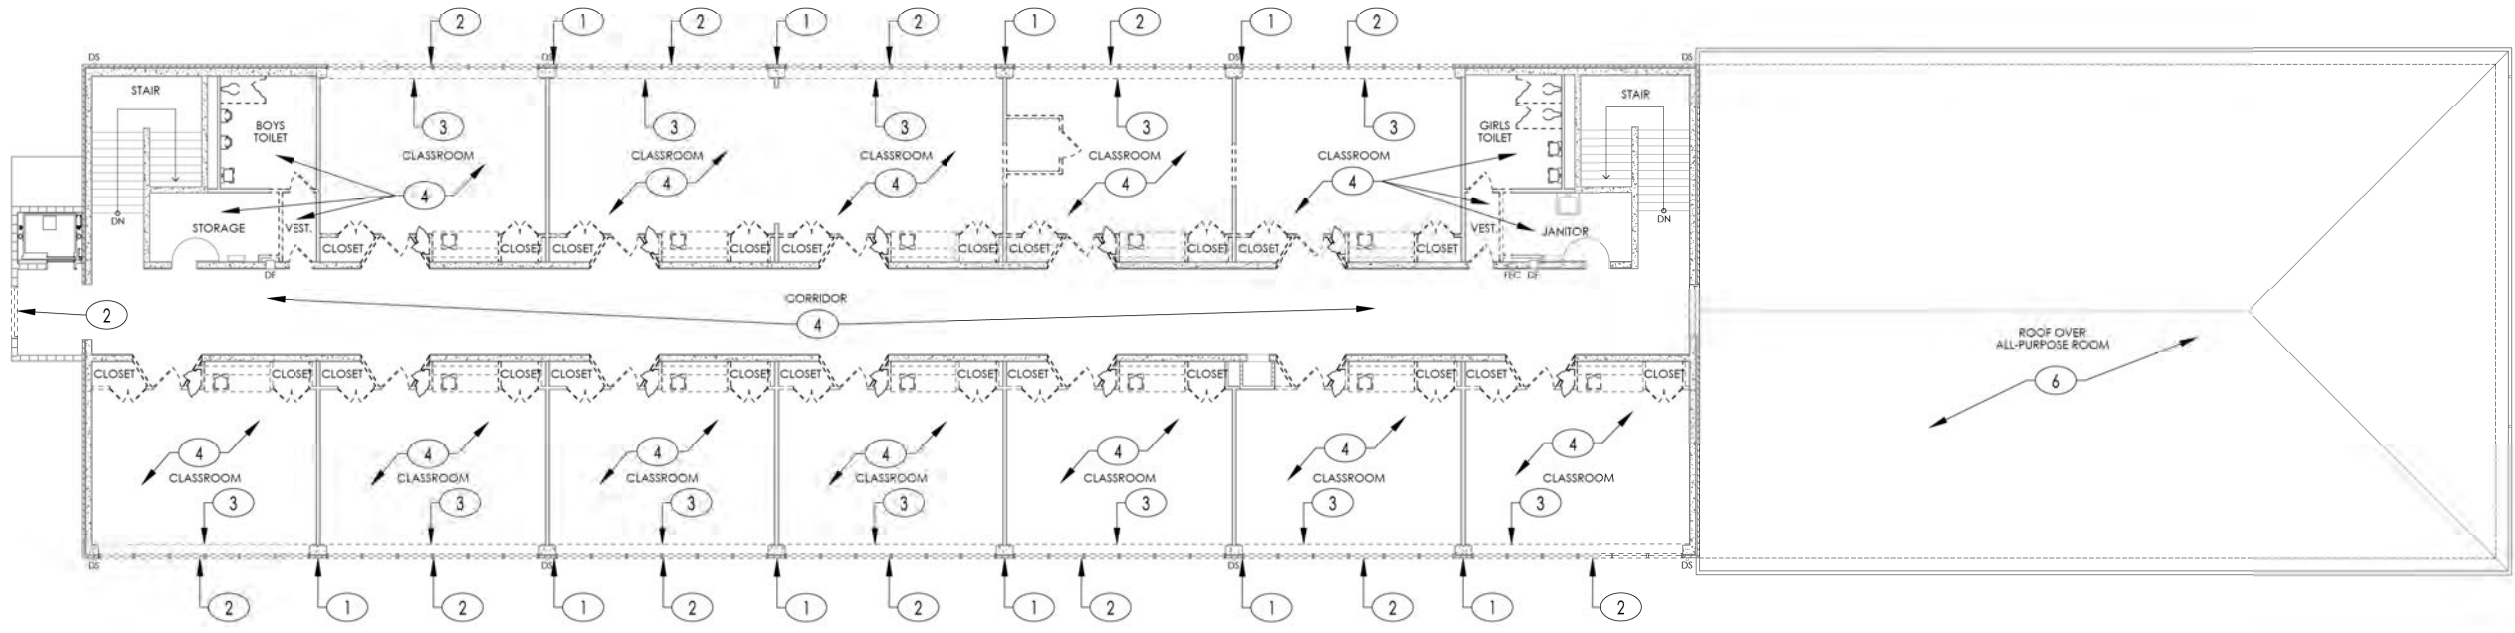 2 1 2 1 2 1 2 1 2
DS DS DS DS
STAIR STAIR
BOYS
TOILET
GIRLS
TOILET
3 3 3 3 3
CLASSROOM CLASSROOM CLASSROOM CLASSROOM CLASSROOM
4 4 4 4 4
DN DN
STORAGE VEST. VEST. JANITOR
CLOSET CLOSET CLOSET CLOSET CLOSET CLOSET CLOSET CLOSET CLOSET CLOSET
DF FEC DF
CORRIDOR
2 4
ROOF OVER
ALL-PURPOSE ROOM
CLOSET CLOSET CLOSET CLOSET CLOSET CLOSET CLOSET CLOSET CLOSET CLOSET CLOSET CLOSET CLOSET
6
4 4 4 4 4 4 4
CLASSROOM CLASSROOM CLASSROOM CLASSROOM CLASSROOM CLASSROOM CLASSROOM
3 3 3 3 3 3 3
DS DS DS DS
2 1 2 1 2 1 2 1 2 1 2 1 2